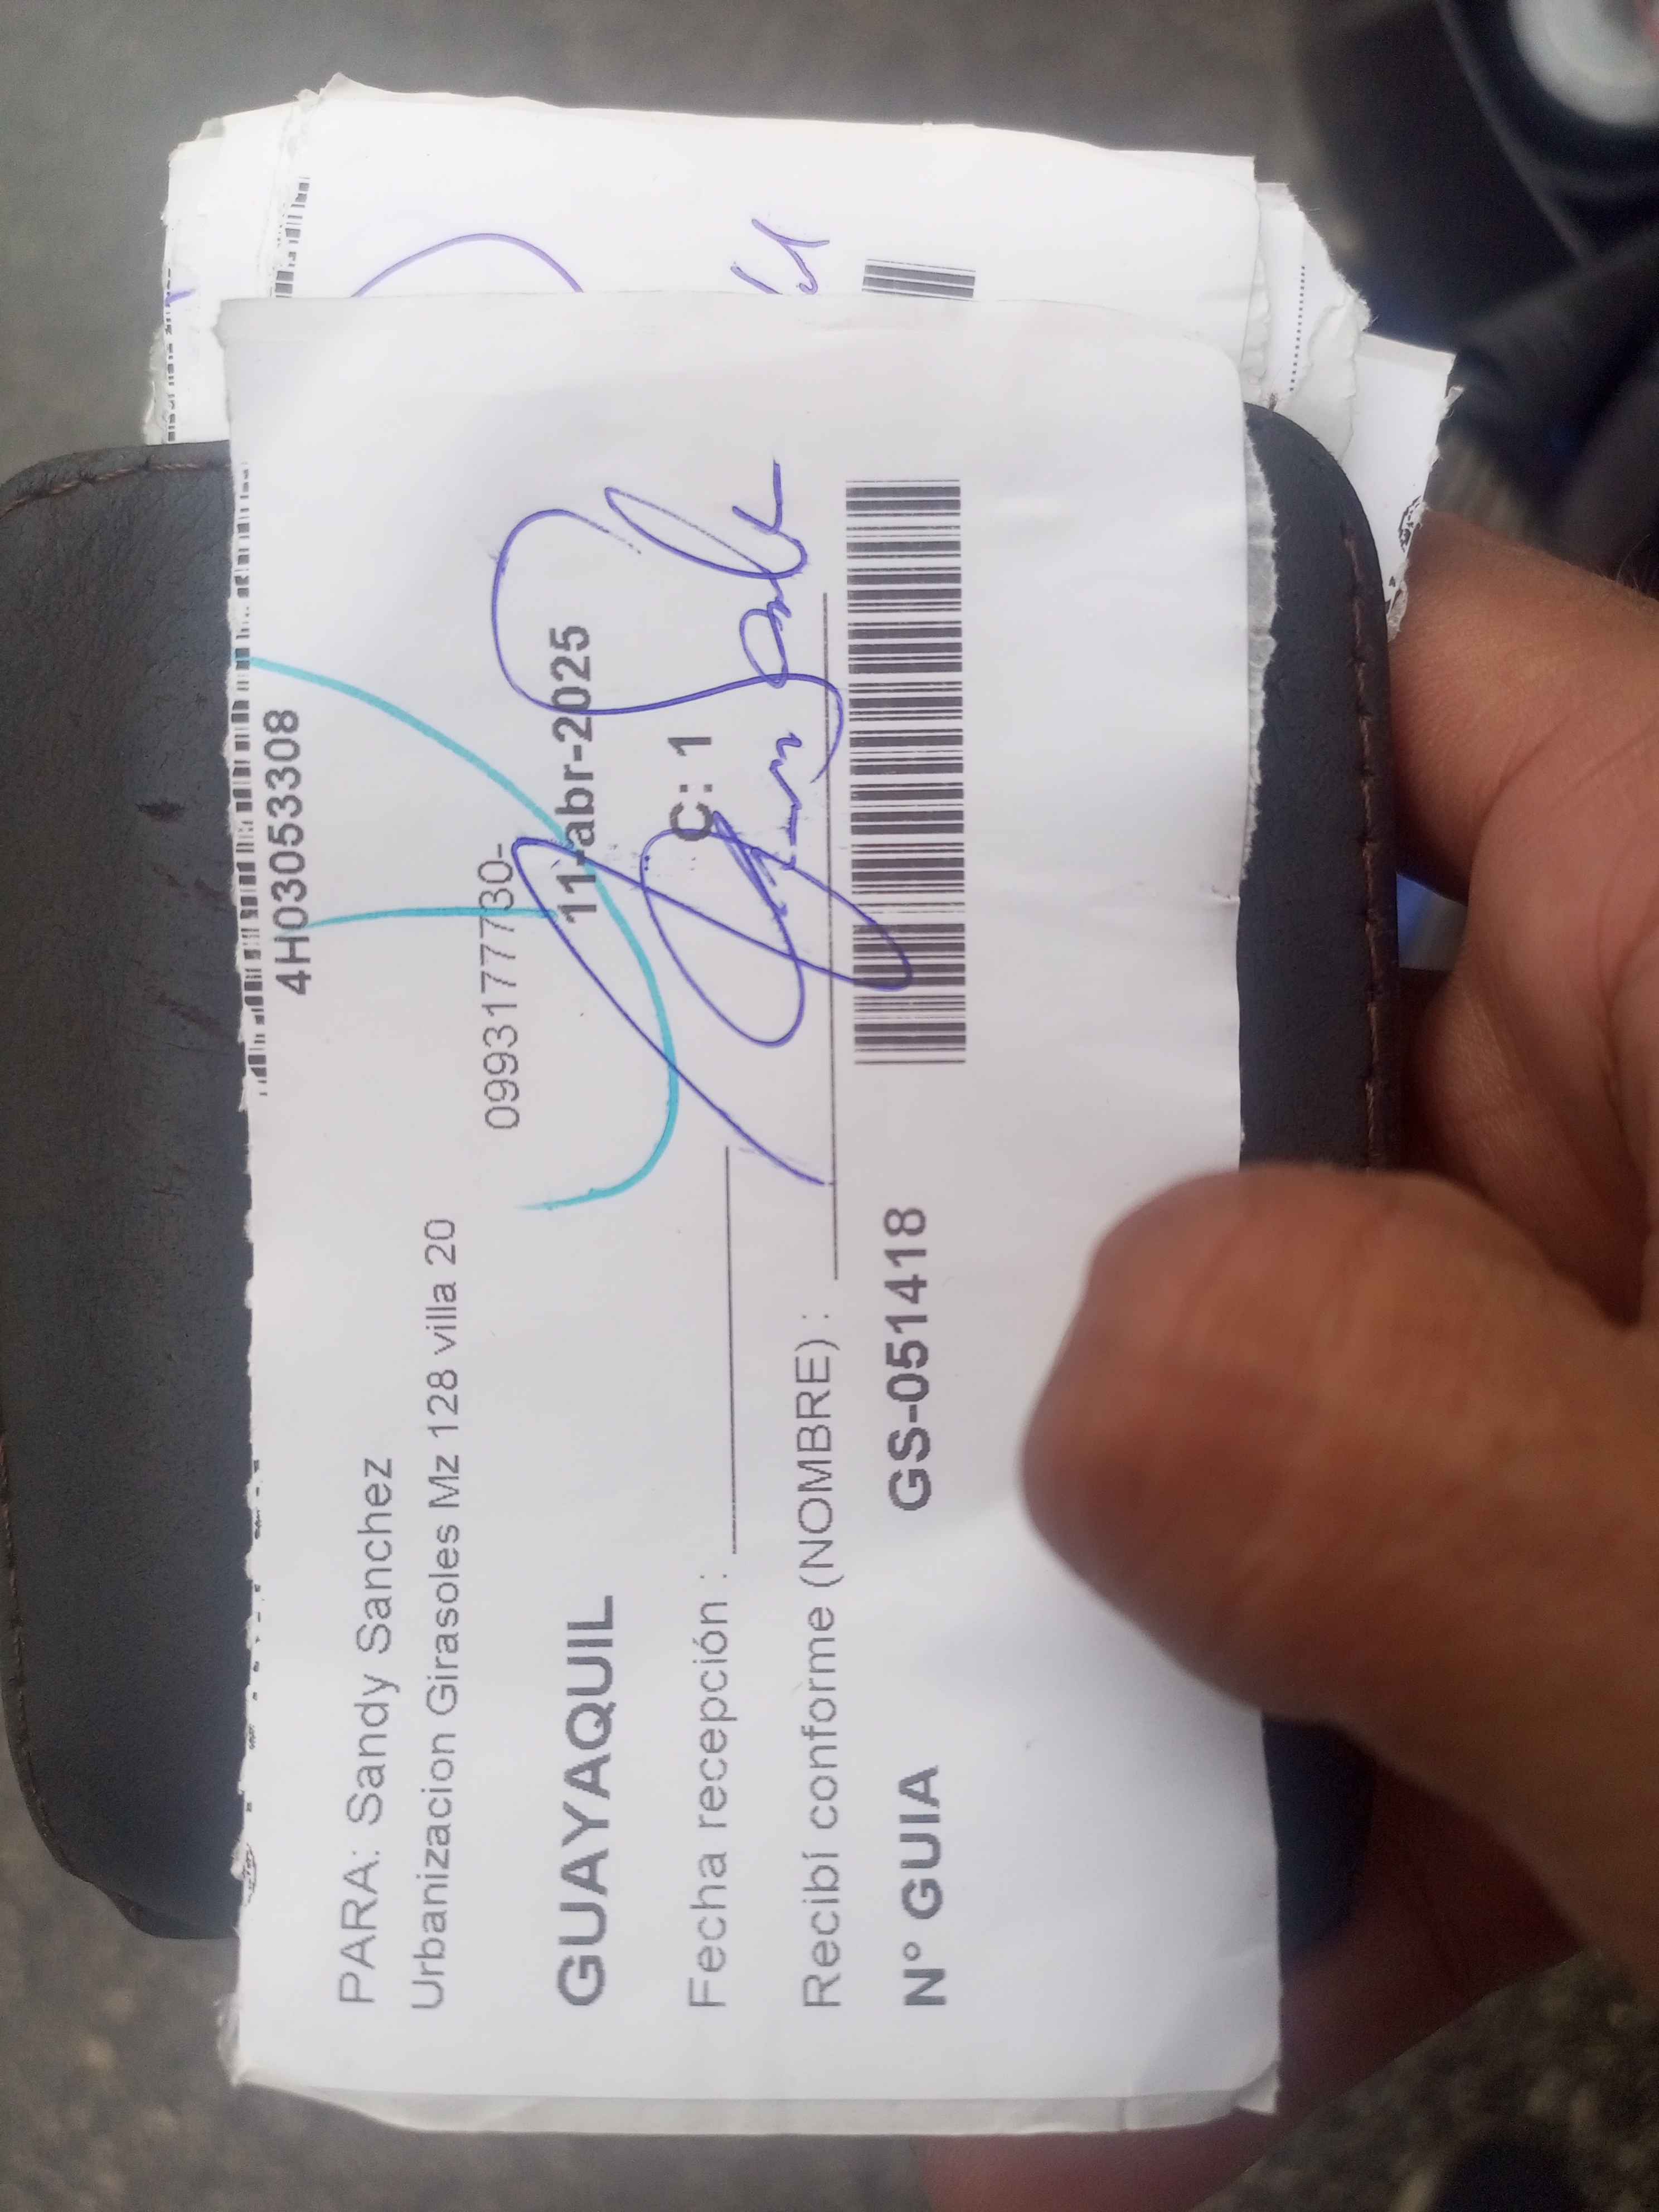 4H03053308
PARA: Sandy Sanchez
Urbanizacion Girasoles Mz 128 villa 20
0993177730-
GUAYAQUIL 11-abr-2025
Fecha recepción : C: 1
Recibí conforme (NOMBRE) :
N° GUIA GS-051418